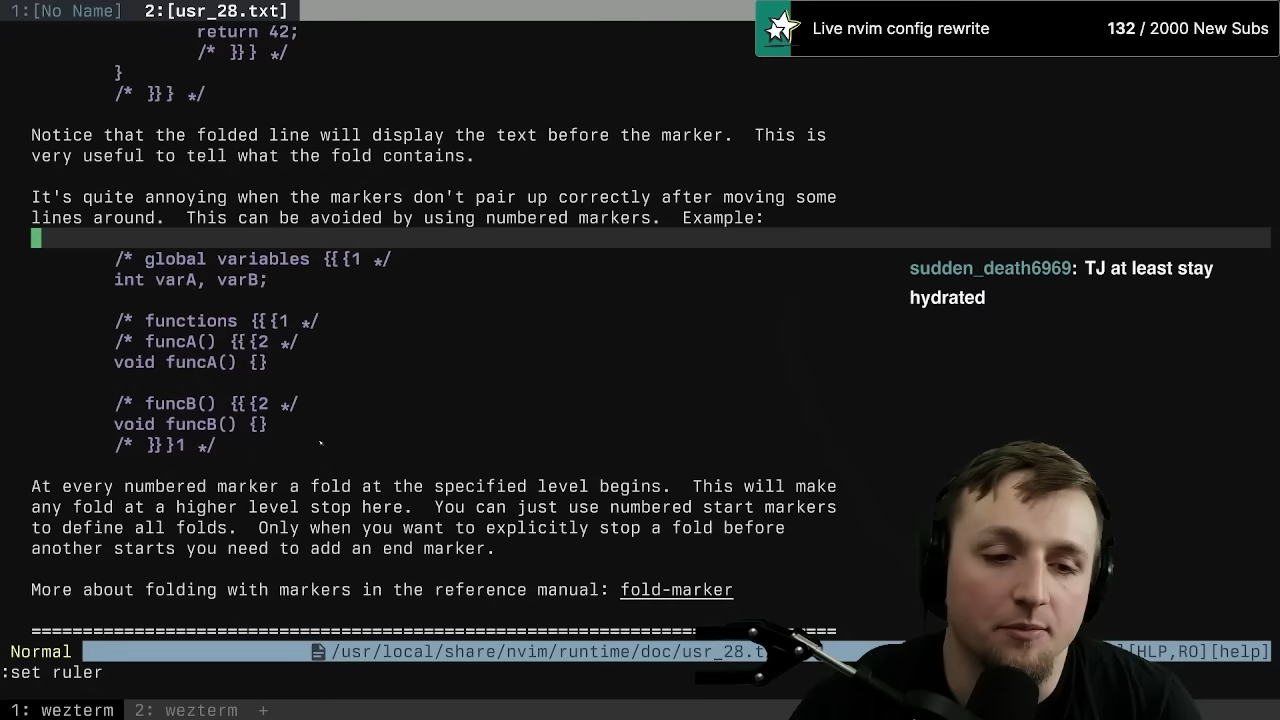 1:[No Name]  2:[usr_28.txt]
Live nvim config rewrite
132 / 2000 New Subs
return 42;
/* }}} */
}
/* }}} */
Notice that the folded line will display the text before the marker.  This is
very useful to tell what the fold contains.
It's quite annoying when the markers don't pair up correctly after moving some
lines around.  This can be avoided by using numbered markers.  Example:
/* global variables {{{1 */
int varA, varB;
sudden_death6969: TJ at least stay
hydrated
/* functions {{{1 */
/* funcA() {{{2 */
void funcA() {}
/* funcB() {{{2 */
void funcB() {}
/* }}}1 */
At every numbered marker a fold at the specified level begins.  This will make
any fold at a higher level stop here.  You can just use numbered start markers
to define all folds.  Only when you want to explicitly stop a fold before
another starts you need to add an end marker.
More about folding with markers in the reference manual: fold-marker
==============================================================================
Normal /usr/local/share/nvim/runtime/doc/usr_28.t [HLP,RO][help]
:set ruler
1: wezterm  2: wezterm  +